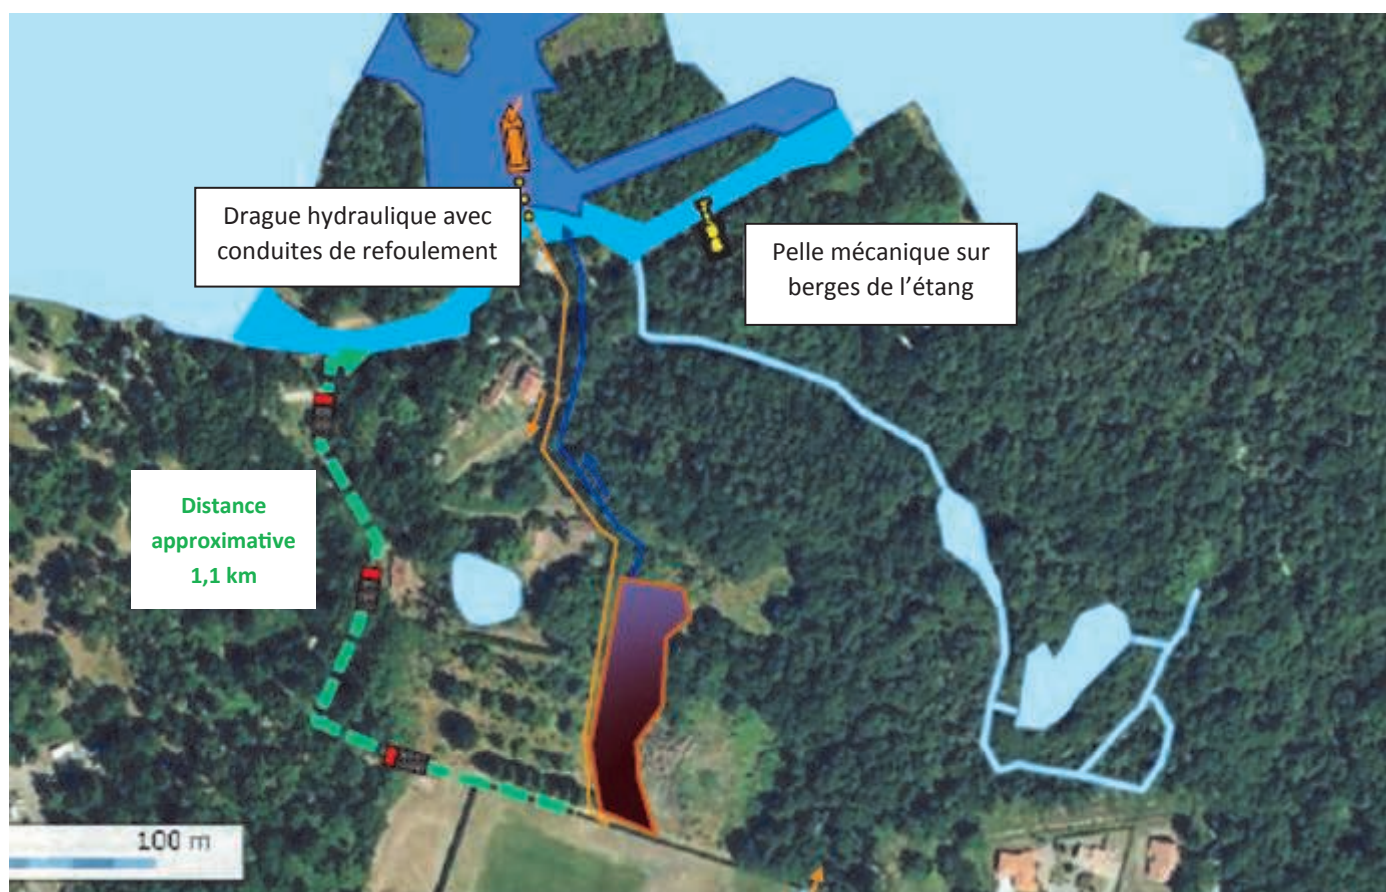 Drague hydraulique avec
conduites de refoulement
Pelle mécanique sur
berges de l'étang
Distance
approximative
1,1 km
100 m